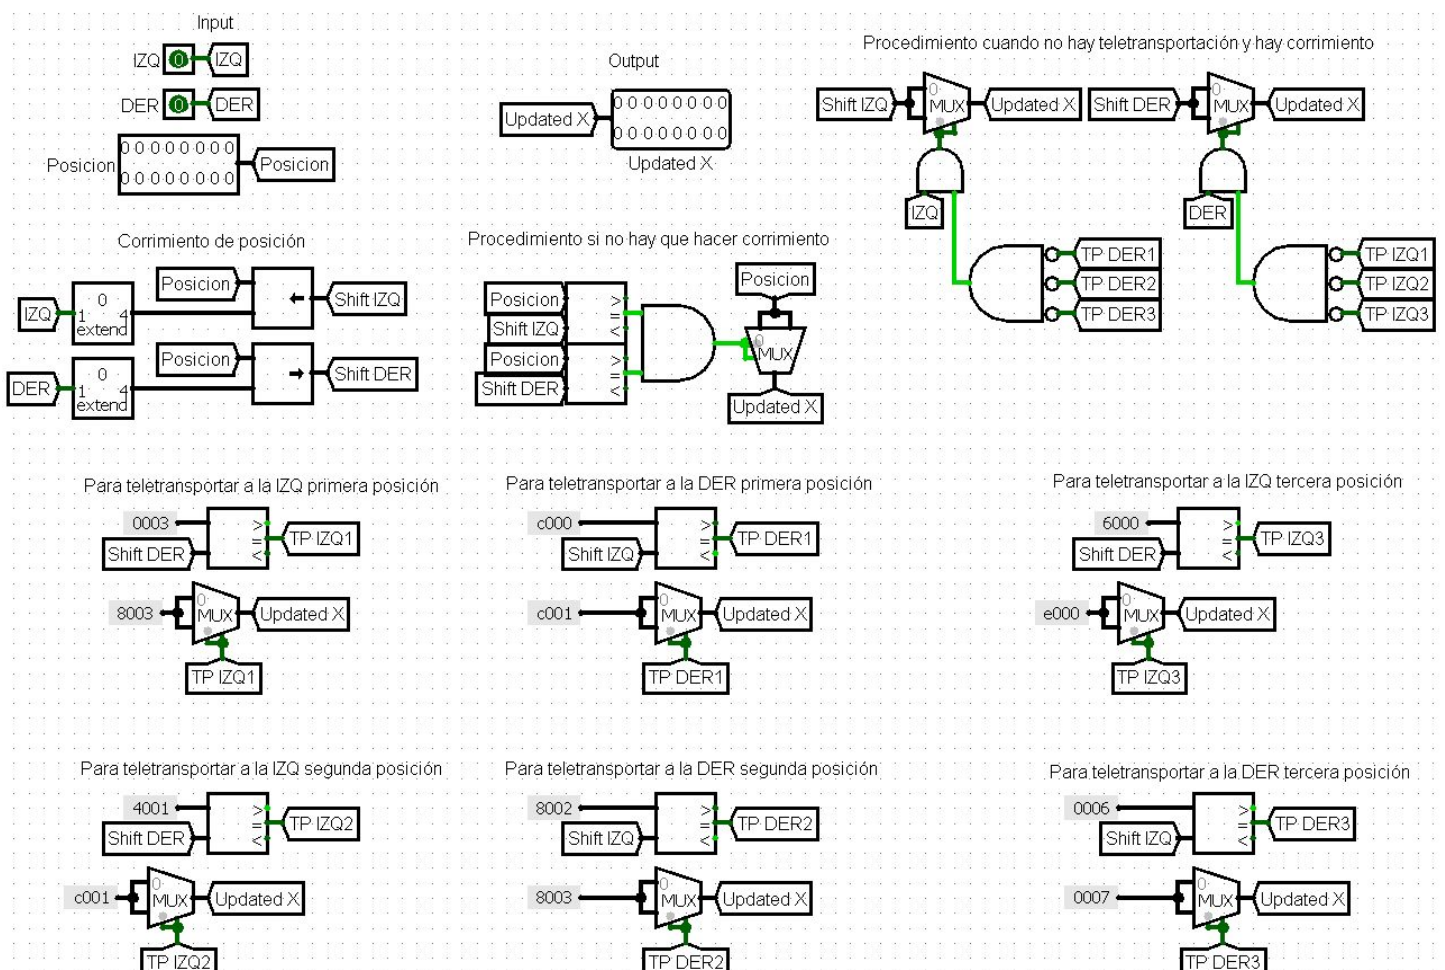 Input
IZQ 0 IZQ
DER 0 DER
Posicion
0 0 0 0 0 0 0 0
0 0 0 0 0 0 0 0
Posicion
Output
Updated X
0 0 0 0 0 0 0 0
0 0 0 0 0 0 0 0
Updated X
Procedimiento cuando no hay teletransportación y hay corrimiento
Shift IZQ
0
MUX
Updated X
IZQ
TP DER1
TP DER2
TP DER3
Shift DER
0
MUX
Updated X
DER
TP IZQ1
TP IZQ2
TP IZQ3
Corrimiento de posición
IZQ
0
1 4
extend
Posicion
←
Shift IZQ
DER
0
1 4
extend
Posicion
→
Shift DER
Procedimiento si no hay que hacer corrimiento
Posicion
Shift IZQ
>
=
<
Posicion
Shift DER
>
=
<
Posicion
0
MUX
Updated X
Para teletransportar a la IZQ primera posición
0003
Shift DER
>
=
<
TP IZQ1
8003
0
MUX
Updated X
TP IZQ1
Para teletransportar a la DER primera posición
c000
Shift IZQ
>
=
<
TP DER1
c001
0
MUX
Updated X
TP DER1
Para teletransportar a la IZQ tercera posición
6000
Shift DER
>
=
<
TP IZQ3
e000
0
MUX
Updated X
TP IZQ3
Para teletransportar a la IZQ segunda posición
4001
Shift DER
>
=
<
TP IZQ2
c001
0
MUX
Updated X
TP IZQ2
Para teletransportar a la DER segunda posición
8002
Shift IZQ
>
=
<
TP DER2
8003
0
MUX
Updated X
TP DER2
Para teletransportar a la DER tercera posición
0006
Shift IZQ
>
=
<
TP DER3
0007
0
MUX
Updated X
TP DER3